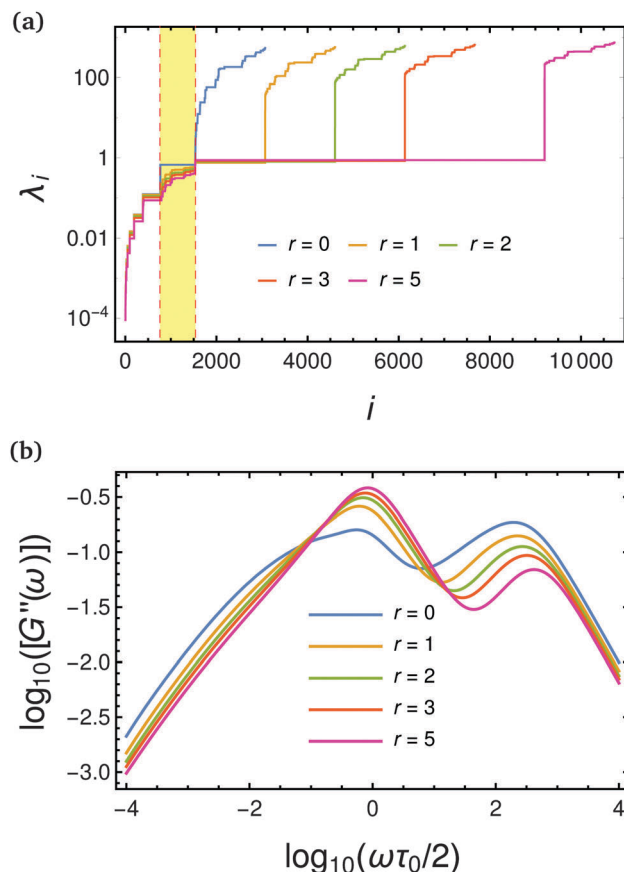 (a)
100
1
0.01
10⁻⁴
λᵢ
r = 0 r = 1 r = 2
r = 3 r = 5
0 2000 4000 6000 8000 10 000
i
(b)
-0.5
-1.0
-1.5
-2.0
-2.5
-3.0
log₁₀([G"(ω)])
r = 0
r = 1
r = 2
r = 3
r = 5
-4 -2 0 2 4
log₁₀(ωτ₀/2)